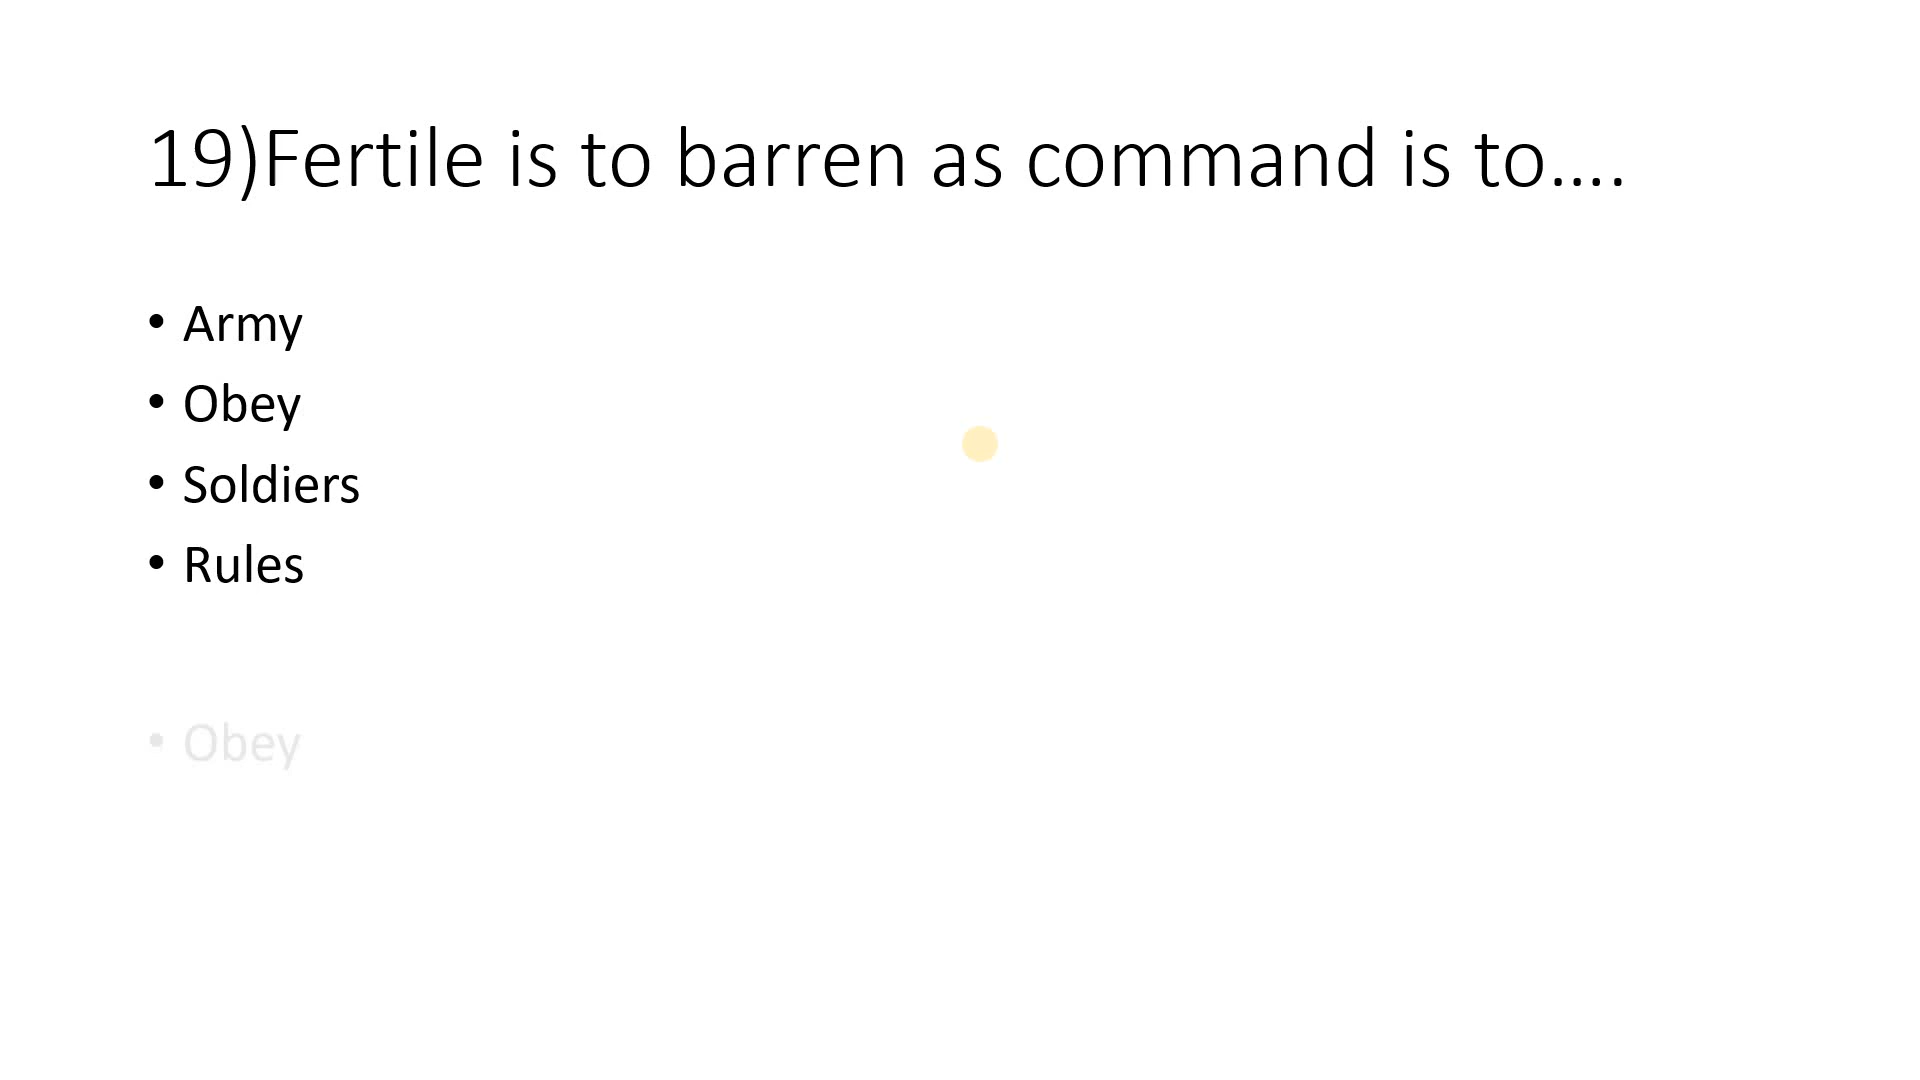 19)Fertile is to barren as command is to....
• Army
• Obey
• Soldiers
• Rules
• Obey